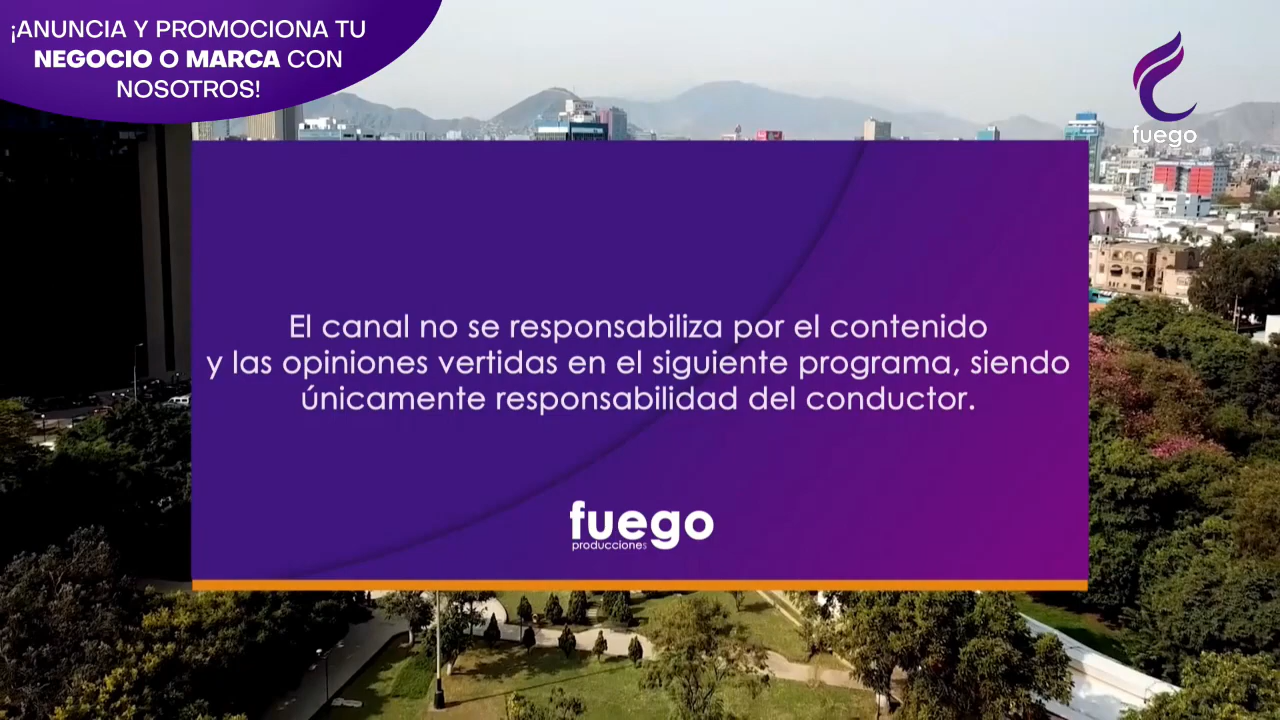 ¡ANUNCIA Y PROMOCIONA TU
NEGOCIO O MARCA CON
NOSOTROS!
fuego
El canal no se responsabiliza por el contenido
y las opiniones vertidas en el siguiente programa, siendo
únicamente responsabilidad del conductor.
fuego
producciones